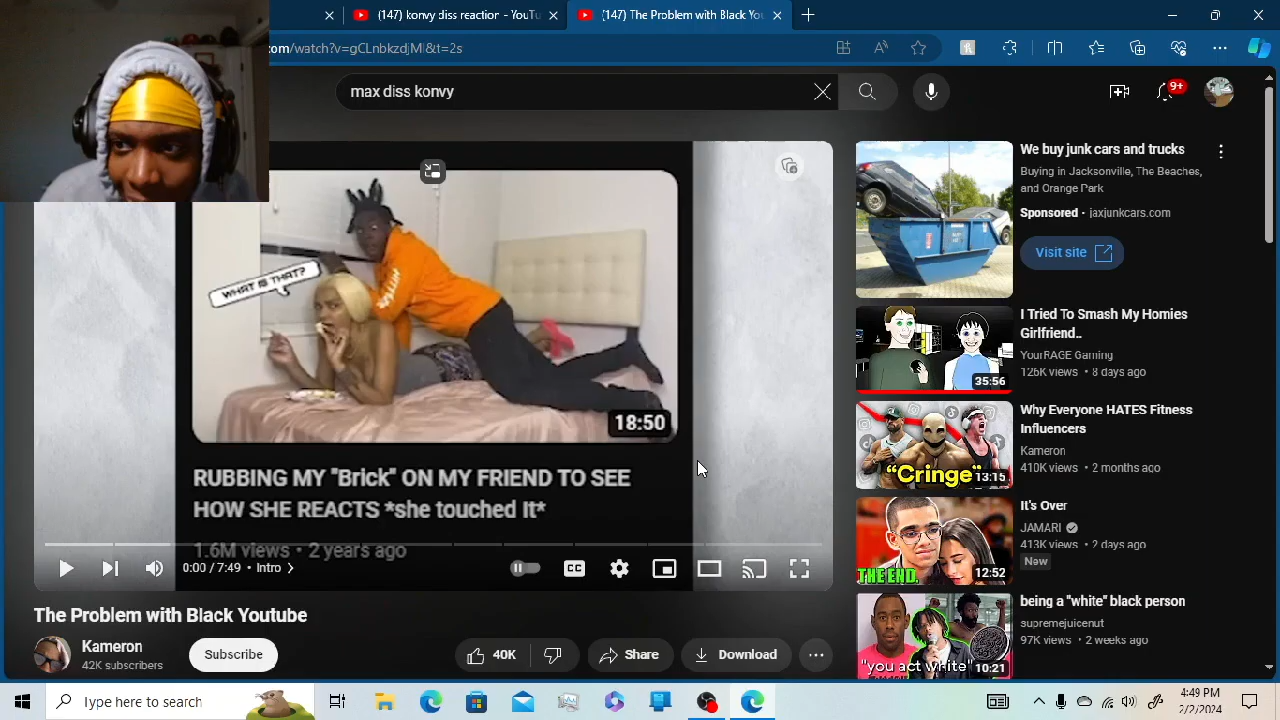 (147) konvy diss reaction - YouTu
(147) The Problem with Black Yo
com/watch?v=gCLnbkzdjMI&t=2s
max diss konvy
9+
WHAT IS THAT?
18:50
RUBBING MY "Brick" ON MY FRIEND TO SEE
HOW SHE REACTS *she touched It*
1.6M views • 2 years ago
0:00 / 7:49 • Intro
CC
The Problem with Black Youtube
Kameron
42K subscribers
Subscribe
40K
Share
Download
We buy junk cars and trucks
Buying in Jacksonville, The Beaches,
and Orange Park
Sponsored • jaxjunkcars.com
Visit site
I Tried To Smash My Homies
Girlfriend..
YourRAGE Gaming
126K views • 8 days ago
35:56
Why Everyone HATES Fitness
Influencers
Kameron
410K views • 2 months ago
"Cringe"
13:15
It's Over
JAMARI
413K views • 2 days ago
New
THE END.
12:52
being a "white" black person
supremejuicenut
97K views • 2 weeks ago
"you act white"
10:21
Type here to search
4:49 PM
2/2/2024